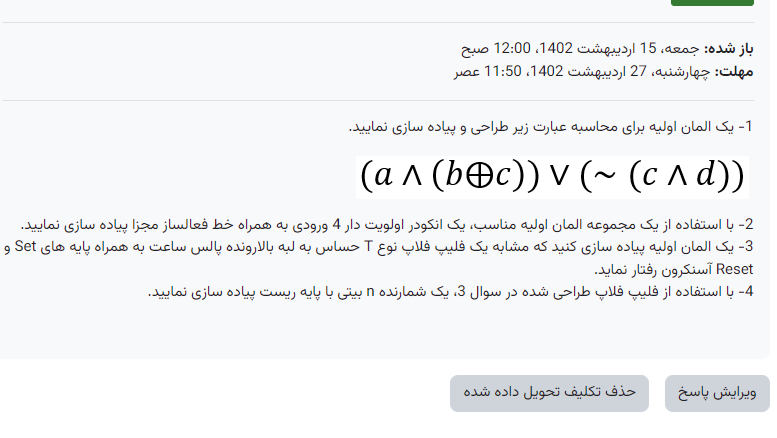 باز شده: جمعه، 15 اردیبهشت 1402، 12:00 صبح
مهلت: چهارشنبه، 27 اردیبهشت 1402، 11:50 عصر
1- یک المان اولیه برای محاسبه عبارت زیر طراحی و پیاده سازی نمایید.
(a ∧ (b⊕c)) ∨ (~ (c ∧ d))
2- با استفاده از یک مجموعه المان اولیه مناسب، یک انکودر اولویت دار 4 ورودی به همراه خط فعالساز مجزا پیاده سازی نمایید.
3- یک المان اولیه پیاده سازی کنید که مشابه یک فلیپ فلاپ نوع T حساس به لبه بالارونده پالس ساعت به همراه پایه های Set و
Reset آسنکرون رفتار نماید.
4- با استفاده از فلیپ فلاپ طراحی شده در سوال 3، یک شمارنده n بیتی با پایه ریست پیاده سازی نمایید.
ویرایش پاسخ
حذف تکلیف تحویل داده شده